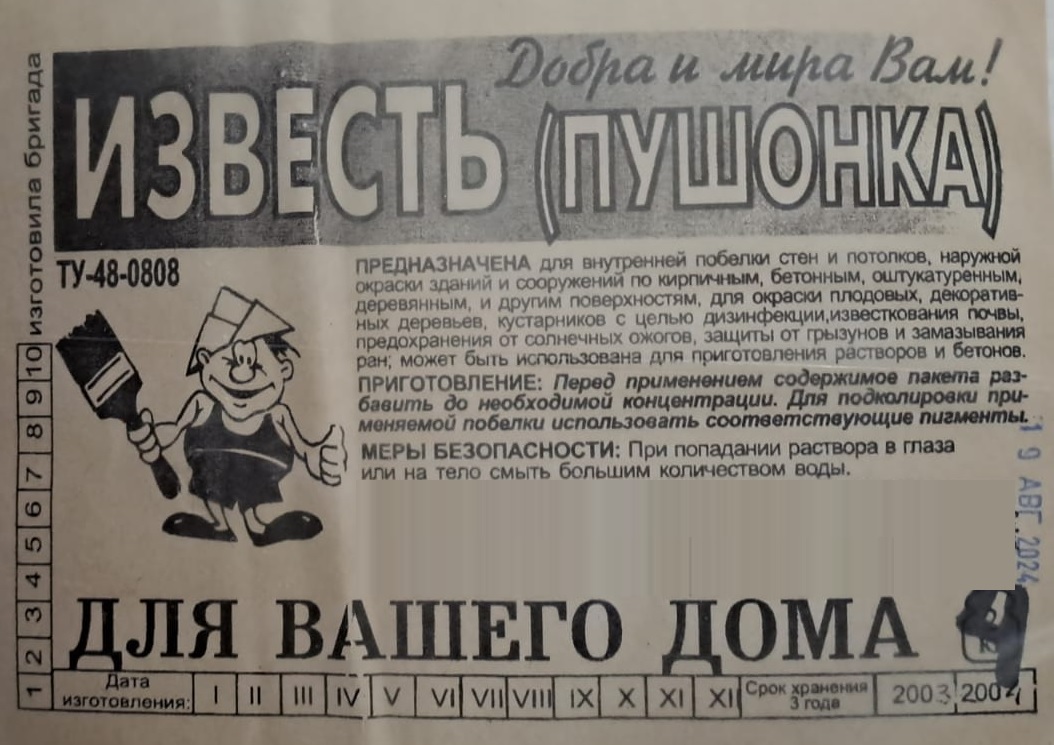 Добра и мира Вам!
ИЗВЕСТЬ (ПУШОНКА)
изготовила бригада
1 2 3 4 5 6 7 8 9 10
ТУ-48-0808
ПРЕДНАЗНАЧЕНА для внутренней побелки стен и потолков, наружной
окраски зданий и сооружений по кирпичным, бетонным, оштукатуренным,
деревянным, и другим поверхностям, для окраски плодовых, декоратив-
ных деревьев, кустарников с целью дизинфекции,известкования почвы,
предохранения от солнечных ожогов, защиты от грызунов и замазывания
ран; может быть использована для приготовления растворов и бетонов.
ПРИГОТОВЛЕНИЕ: Перед применением содержимое пакета раз-
бавить до необходимой концентрации. Для подколировки при-
меняемой побелки использовать соответствующие пигменты.
МЕРЫ БЕЗОПАСНОСТИ: При попадании раствора в глаза
или на тело смыть большим количеством воды.
19 АВГ 2024
ДЛЯ ВАШЕГО ДОМА
Дата
изготовления: I II III IV V VI VII VIII IX X XI XII
Срок хранения
3 года
2003 2004